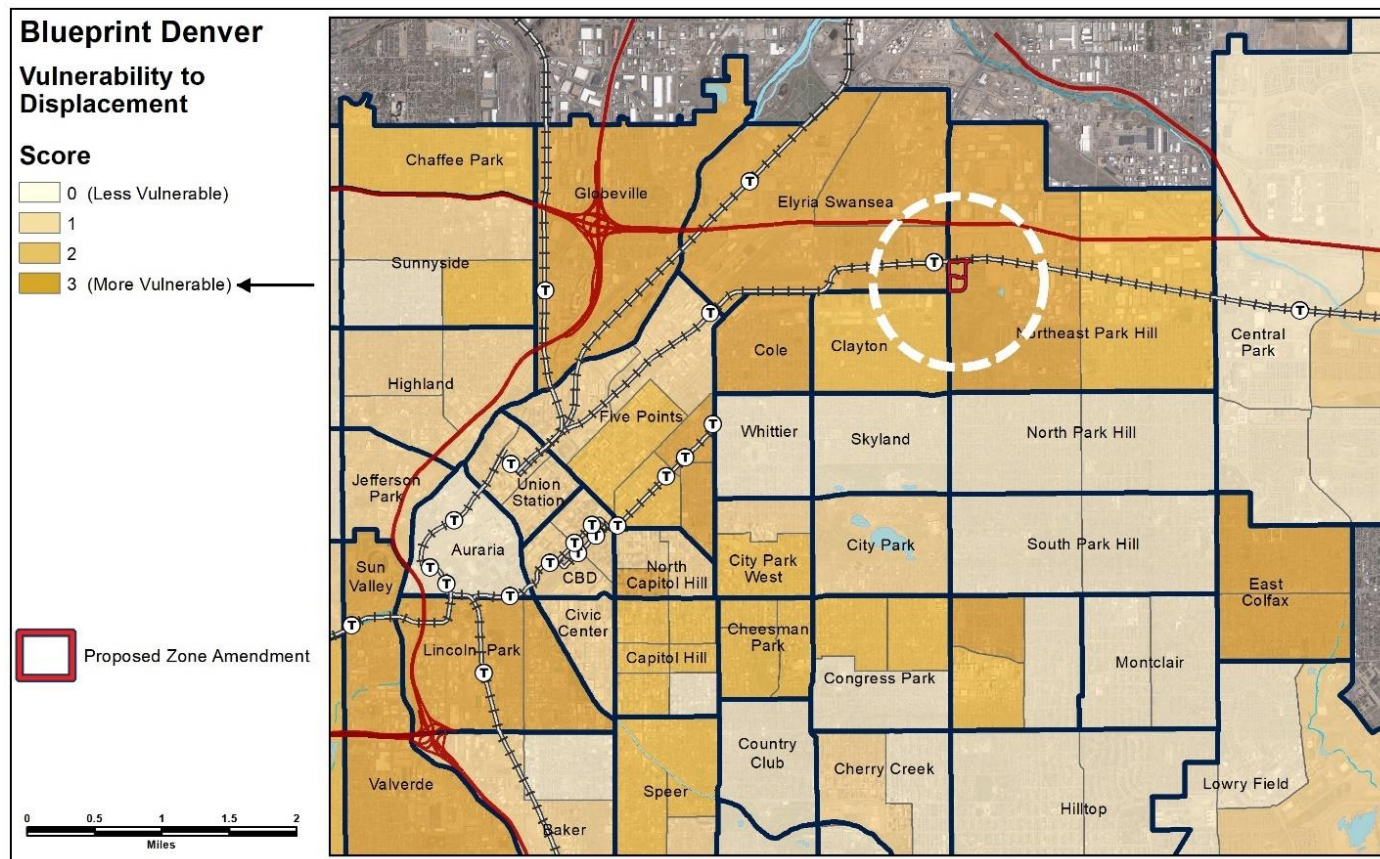 Blueprint Denver
Vulnerability to
Displacement
Score
0 (Less Vulnerable)
1
2
3 (More Vulnerable)
Proposed Zone Amendment
0 0.5 1 1.5 2
Miles
Chaffee Park
Globeville
Elyria Swansea
Sunnyside
T
T
T
T
T
T
Northeast Park Hill
Central
Park
Cole
Clayton
Highland
Five Points
T
Whittier
Skyland
North Park Hill
T
T
T
Jefferson
Park
Union
Station
T
T
T
T
T
T
Auraria
City Park
South Park Hill
Sun
Valley
T
T
T
CBD
North
Capitol Hill
City Park
West
East
Colfax
T
T
Civic
Center
Cheesman
Park
Lincoln Park
T
Capitol Hill
Congress Park
Montclair
Country
Club
Valverde
Speer
Cherry Creek
Lowry Field
Baker
Hilltop